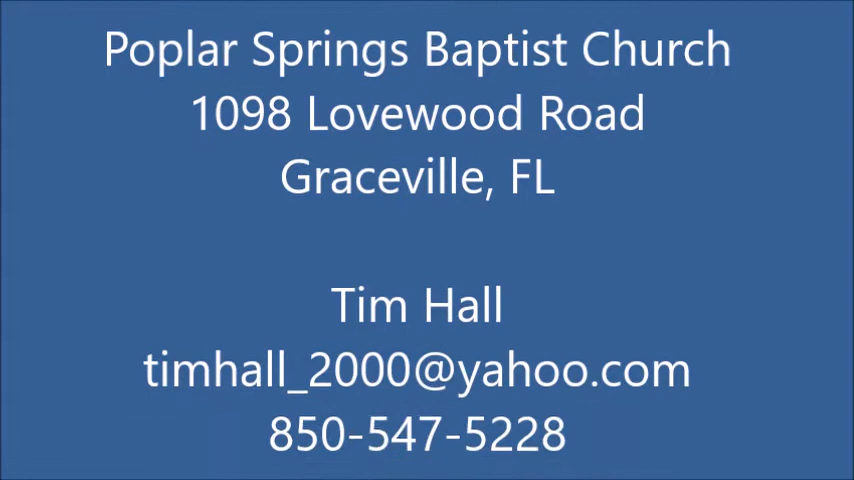 Poplar Springs Baptist Church
1098 Lovewood Road
Graceville, FL
Tim Hall
timhall_2000@yahoo.com
850-547-5228